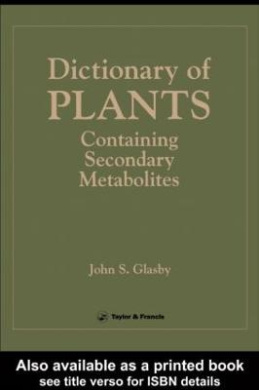 Dictionary of
PLANTS
Containing
Secondary
Metabolites
John S. Glasby
Taylor & Francis
Also available as a printed book
see title verso for ISBN details